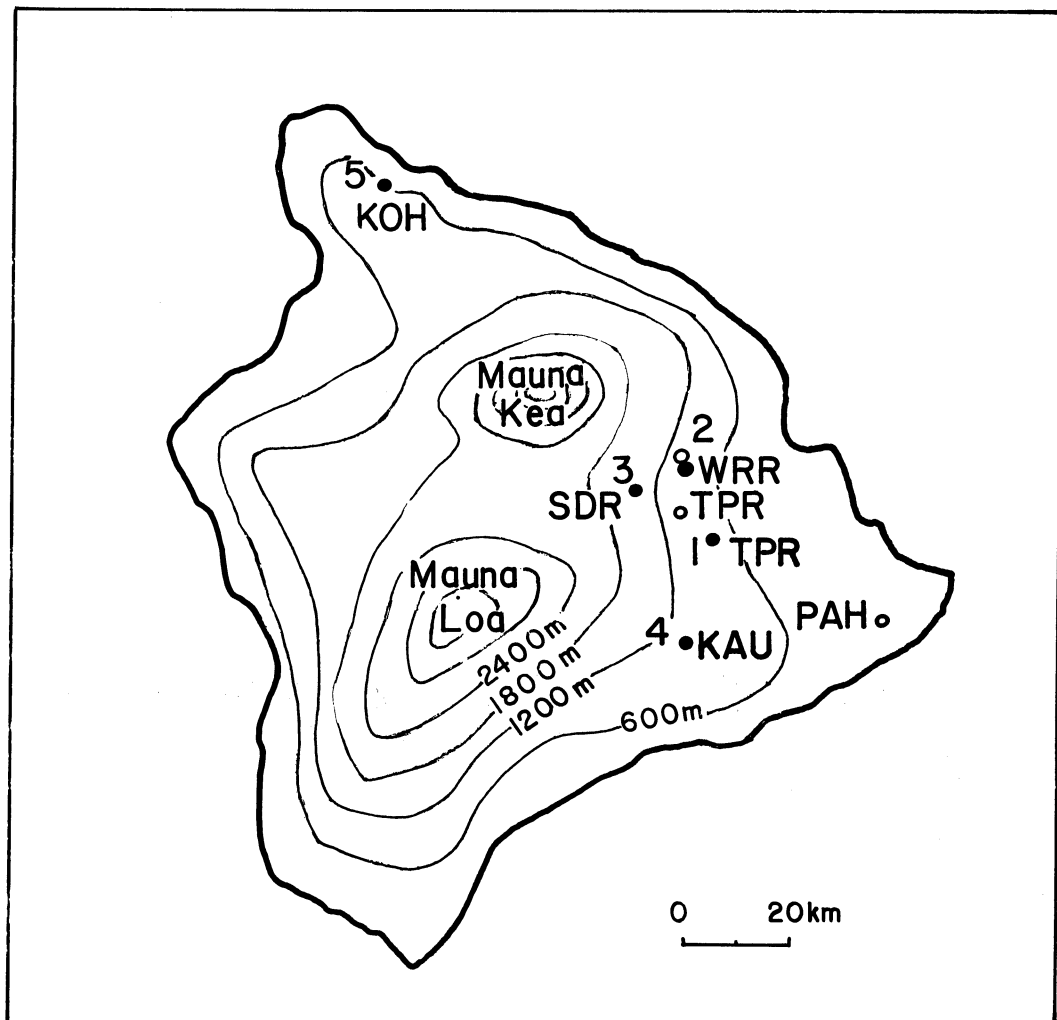 5
KOH
Mauna
Kea
2
WRR
3
SDR
TPR
1 TPR
Mauna
Loa
PAH
4 KAU
2400m
1800m
1200m
600m
0 20km